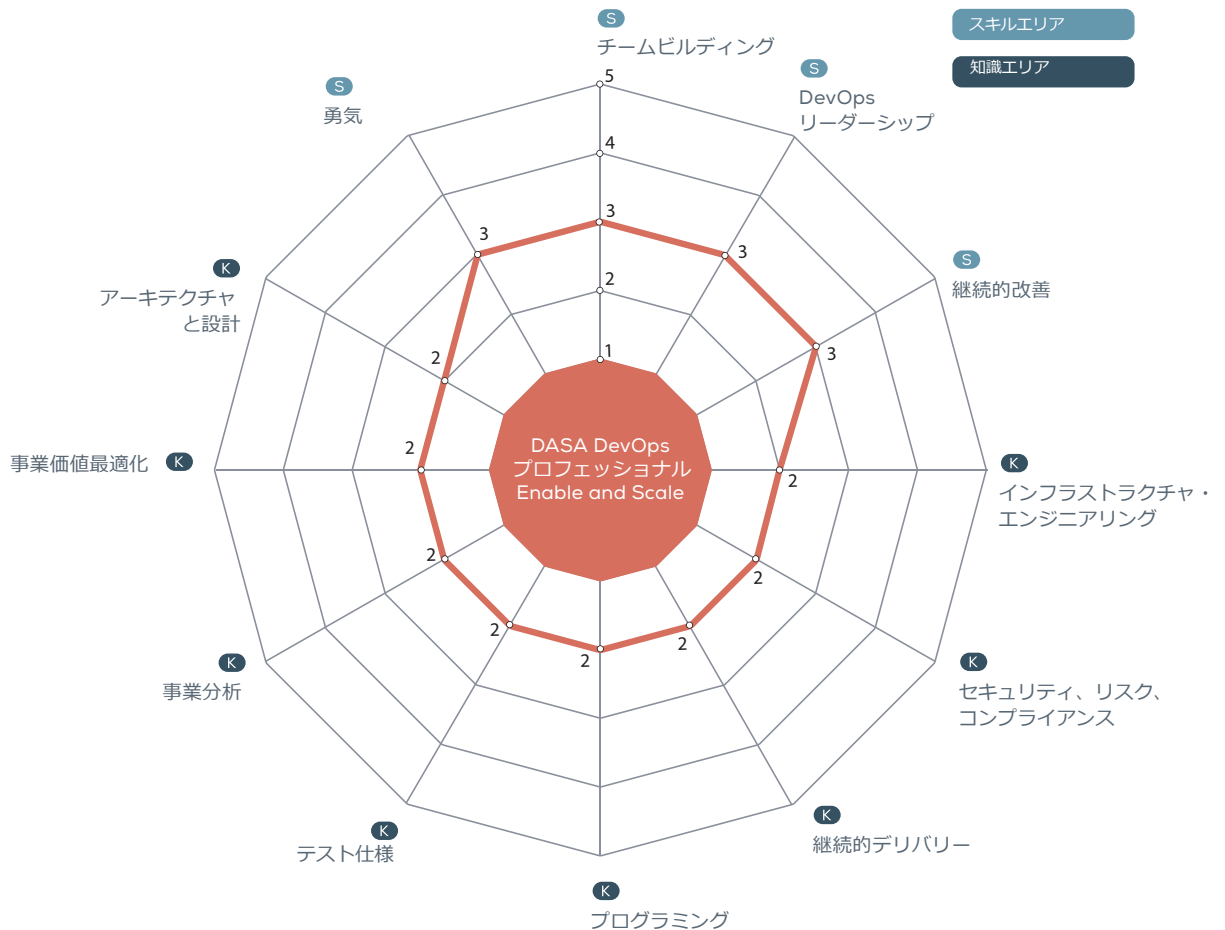 S
チームビルディング
スキルエリア
知識エリア
S
DevOps
リーダーシップ
S
勇気
5
4
3
3
3
2
1
S
継続的改善
3
K
アーキテクチャ
と設計
2
DASA DevOps
プロフェッショナル
Enable and Scale
事業価値最適化
K
2
2
K
インフラストラクチャ・
エンジニアリング
2
2
2
2
2
K
事業分析
K
セキュリティ、リスク、
コンプライアンス
K
テスト仕様
K
継続的デリバリー
K
プログラミング